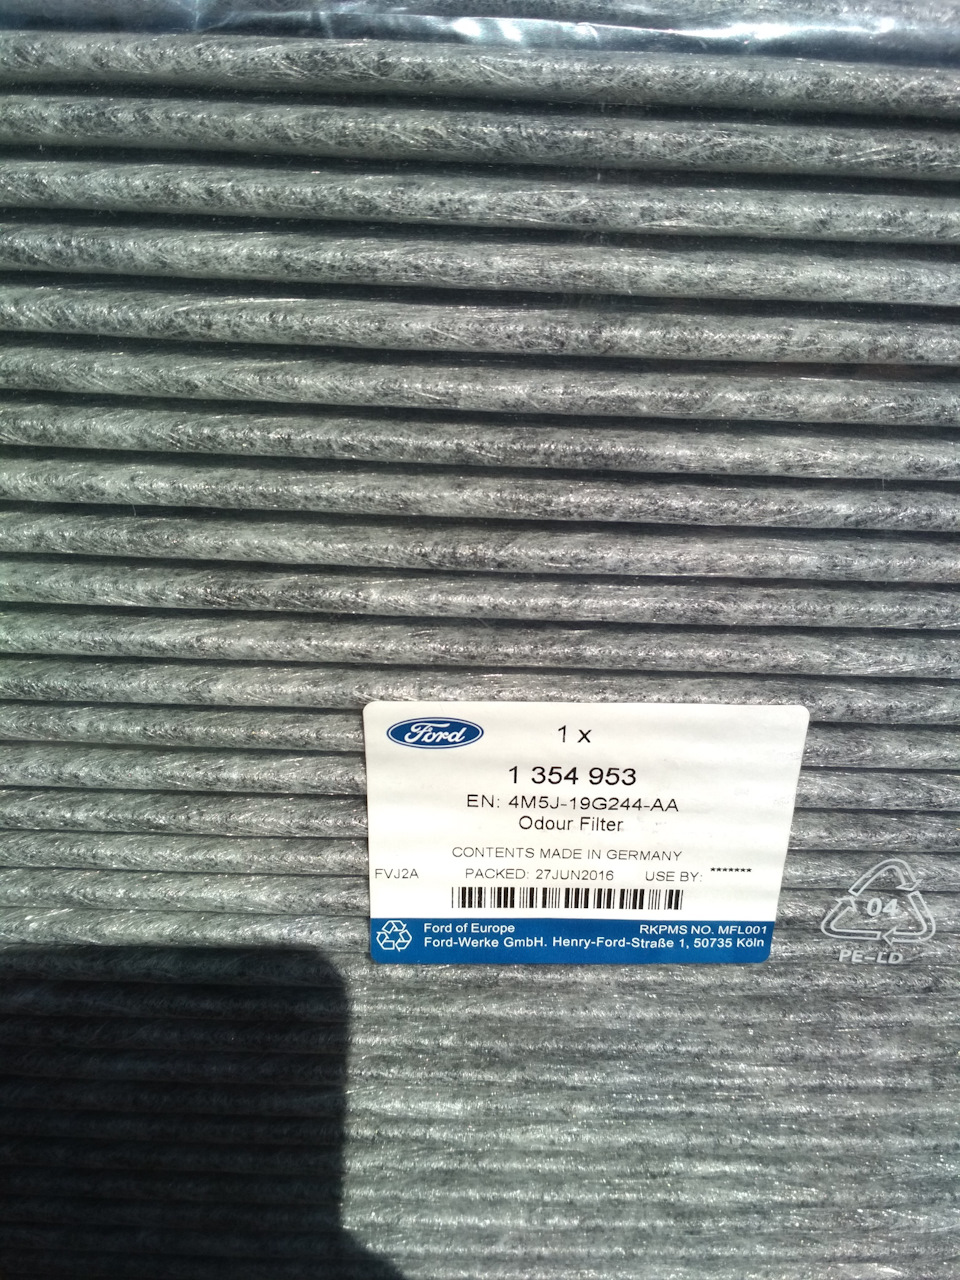 Ford
1 x
1 354 953
EN: 4M5J-19G244-AA
Odour Filter
CONTENTS MADE IN GERMANY
FVJ2A PACKED: 27JUN2016 USE BY: *******
Ford of Europe RKPMS NO. MFL001
Ford-Werke GmbH. Henry-Ford-Straße 1, 50735 Köln
04
PE-LD